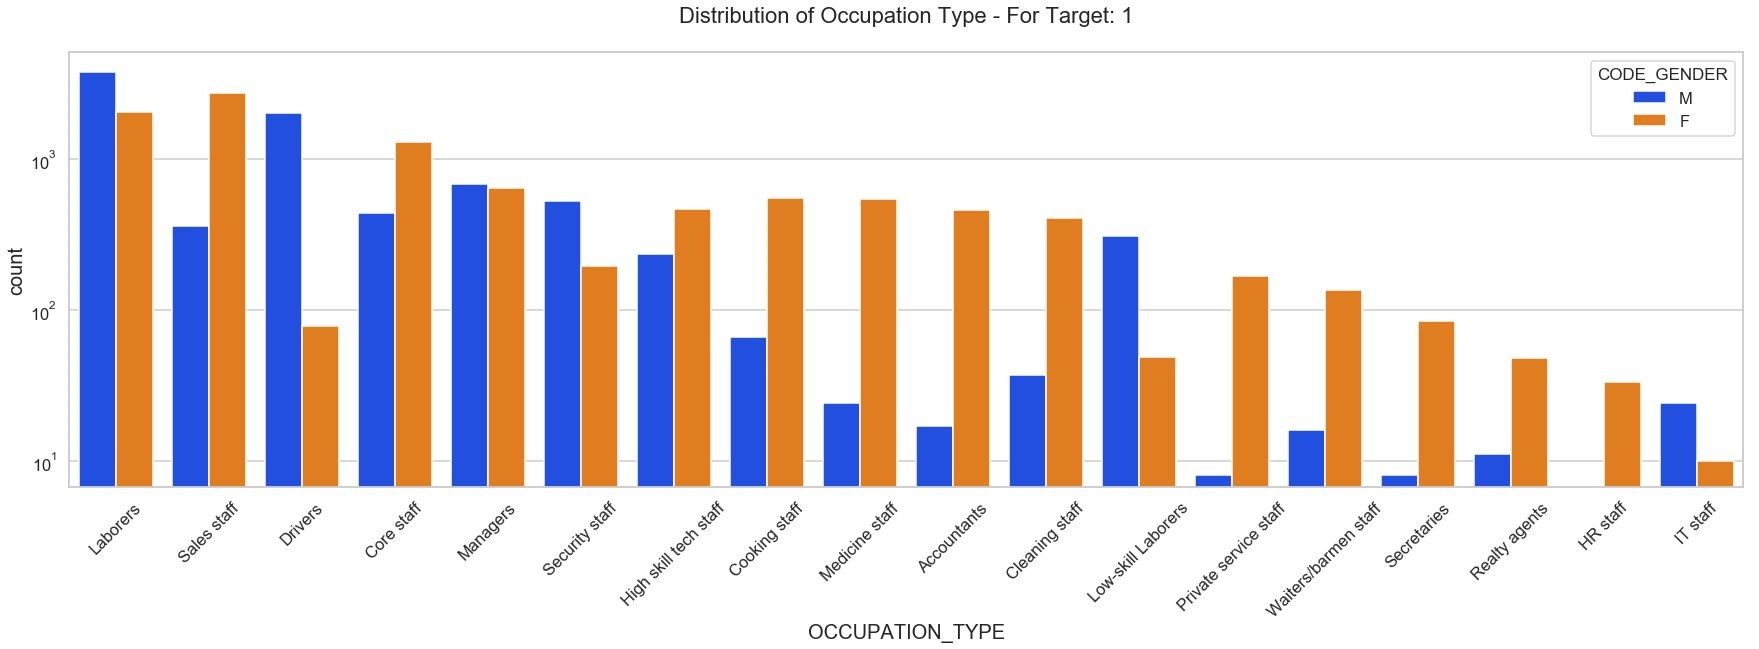 Distribution of Occupation Type - For Target: 1
CODE_GENDER
M
F
count
10³
10²
10¹
Laborers
Sales staff
Drivers
Core staff
Managers
Security staff
High skill tech staff
Cooking staff
Medicine staff
Accountants
Cleaning staff
Low-skill Laborers
Private service staff
Waiters/barmen staff
Secretaries
Realty agents
HR staff
IT staff
OCCUPATION_TYPE